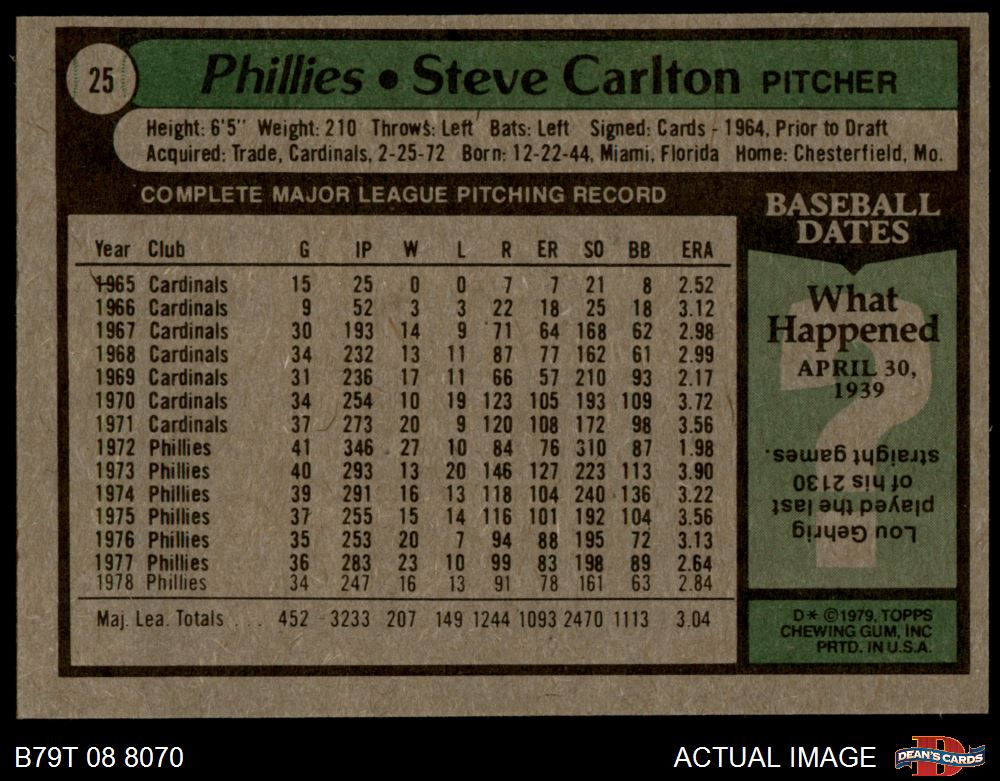 25
Phillies • Steve Carlton PITCHER
Height: 6'5" Weight: 210 Throws: Left Bats: Left Signed: Cards - 1964, Prior to Draft
Acquired: Trade, Cardinals, 2-25-72 Born: 12-22-44, Miami, Florida Home: Chesterfield, Mo.
COMPLETE MAJOR LEAGUE PITCHING RECORD
Year Club G IP W L R ER SO BB ERA
1965 Cardinals 15 25 0 0 7 7 21 8 2.52
1966 Cardinals 9 52 3 3 22 18 25 18 3.12
1967 Cardinals 30 193 14 9 71 64 168 62 2.98
1968 Cardinals 34 232 13 11 87 77 162 61 2.99
1969 Cardinals 31 236 17 11 66 57 210 93 2.17
1970 Cardinals 34 254 10 19 123 105 193 109 3.72
1971 Cardinals 37 273 20 9 120 108 172 98 3.56
1972 Phillies 41 346 27 10 84 76 310 87 1.98
1973 Phillies 40 293 13 20 146 127 223 113 3.90
1974 Phillies 39 291 16 13 118 104 240 136 3.22
1975 Phillies 37 255 15 14 116 101 192 104 3.56
1976 Phillies 35 253 20 7 94 88 195 72 3.13
1977 Phillies 36 283 23 10 99 83 198 89 2.64
1978 Phillies 34 247 16 13 91 78 161 63 2.84
Maj. Lea. Totals . . . 452 3233 207 149 1244 1093 2470 1113 3.04
BASEBALL
DATES
What
Happened
APRIL 30,
1939
?
Lou Gehrig
played the last
of his 2130
straight games.
D* ©1979, TOPPS
CHEWING GUM, INC
PRTD. IN U.S.A.
B79T 08 8070
ACTUAL IMAGE
D
DEAN'S CARDS